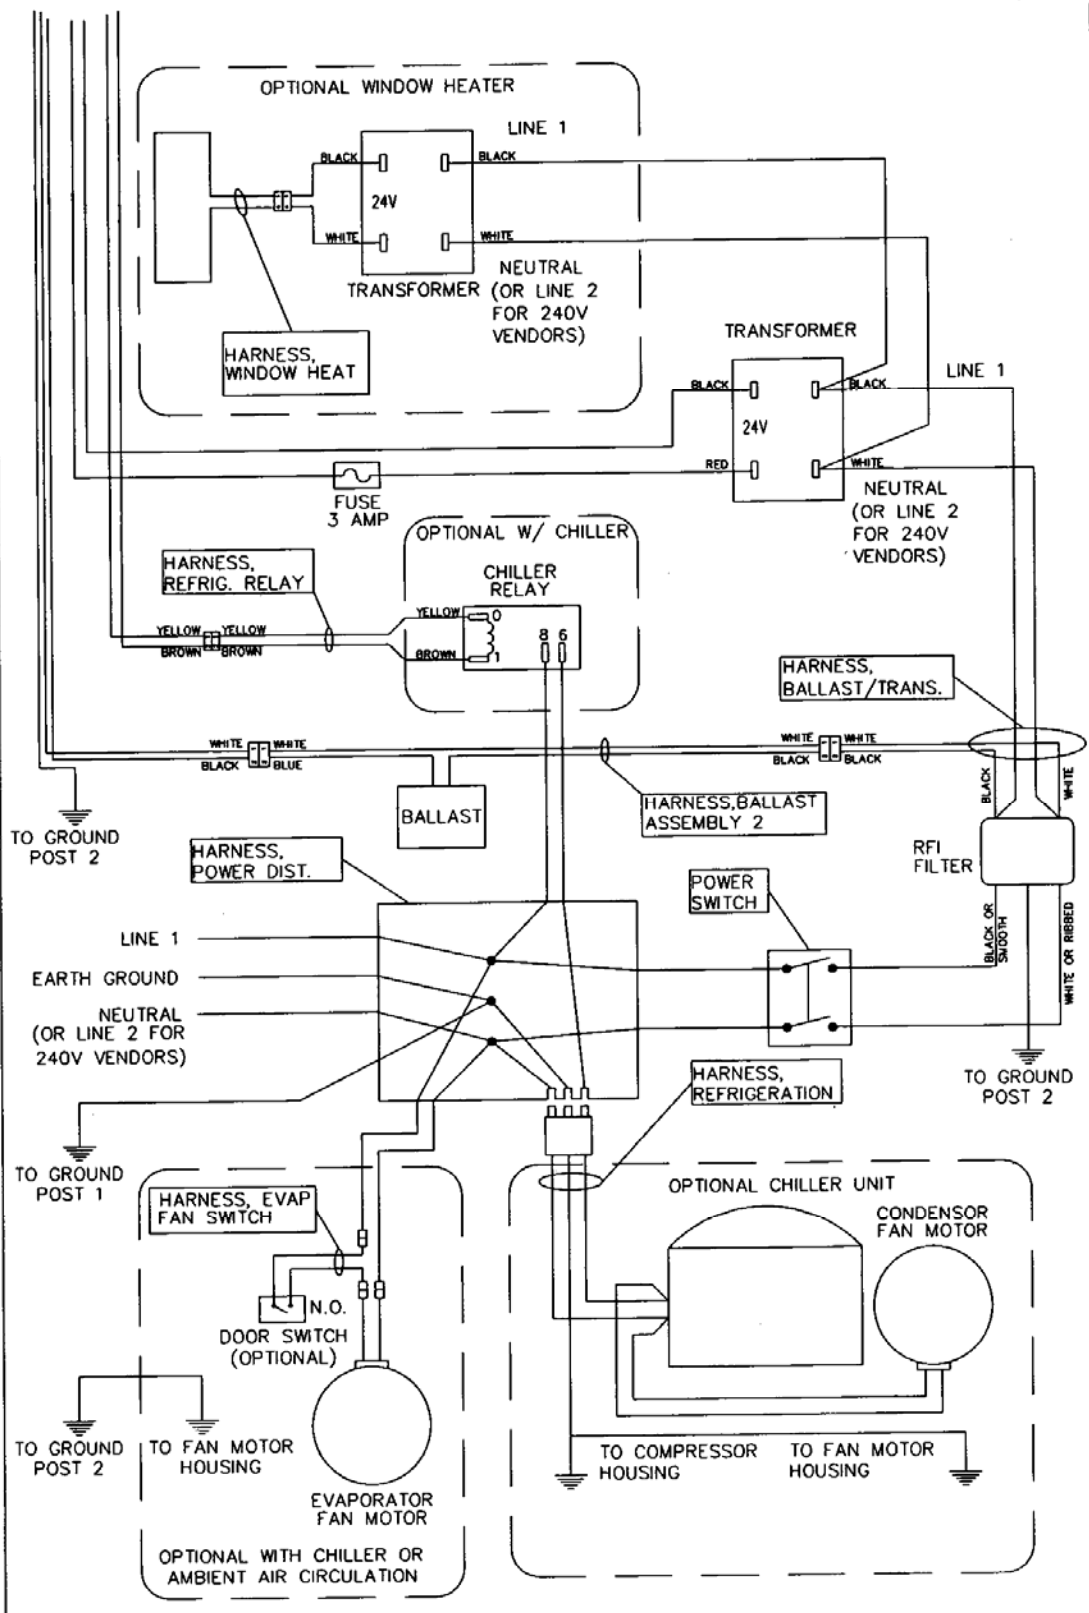 OPTIONAL WINDOW HEATER
LINE 1
BLACK
BLACK
24V
WHITE
WHITE
TRANSFORMER
NEUTRAL
(OR LINE 2
FOR 240V
VENDORS)
HARNESS,
WINDOW HEAT
TRANSFORMER
LINE 1
BLACK
BLACK
24V
RED
WHITE
NEUTRAL
(OR LINE 2
FOR 240V
VENDORS)
FUSE
3 AMP
OPTIONAL W/ CHILLER
HARNESS,
REFRIG. RELAY
CHILLER
RELAY
YELLOW
0
8 6
YELLOW YELLOW
BROWN BROWN
BROWN
1
HARNESS,
BALLAST/TRANS.
WHITE WHITE
BLACK BLUE
WHITE WHITE
BLACK BLACK
BLACK
WHITE
BALLAST
HARNESS,BALLAST
ASSEMBLY 2
TO GROUND
POST 2
HARNESS,
POWER DIST.
RFI
FILTER
POWER
SWITCH
BLACK OR
SMOOTH
WHITE OR RIBBED
LINE 1
EARTH GROUND
NEUTRAL
(OR LINE 2 FOR
240V VENDORS)
TO GROUND
POST 2
HARNESS,
REFRIGERATION
TO GROUND
POST 1
HARNESS, EVAP
FAN SWITCH
OPTIONAL CHILLER UNIT
CONDENSOR
FAN MOTOR
N.O.
DOOR SWITCH
(OPTIONAL)
TO GROUND
POST 2
TO FAN MOTOR
HOUSING
TO COMPRESSOR
HOUSING
TO FAN MOTOR
HOUSING
EVAPORATOR
FAN MOTOR
OPTIONAL WITH CHILLER OR
AMBIENT AIR CIRCULATION